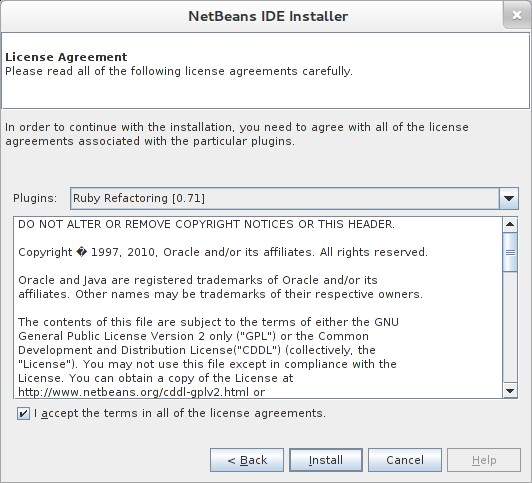 NetBeans IDE Installer
License Agreement
Please read all of the following license agreements carefully.
In order to continue with the installation, you need to agree with all of the license
agreements associated with the particular plugins.
Plugins: Ruby Refactoring [0.71]
DO NOT ALTER OR REMOVE COPYRIGHT NOTICES OR THIS HEADER.
Copyright � 1997, 2010, Oracle and/or its affiliates. All rights reserved.
Oracle and Java are registered trademarks of Oracle and/or its
affiliates. Other names may be trademarks of their respective owners.
The contents of this file are subject to the terms of either the GNU
General Public License Version 2 only ("GPL") or the Common
Development and Distribution License("CDDL") (collectively, the
"License"). You may not use this file except in compliance with the
License. You can obtain a copy of the License at
http://www.netbeans.org/cddl-gplv2.html or
I accept the terms in all of the license agreements.
< Back Install Cancel Help